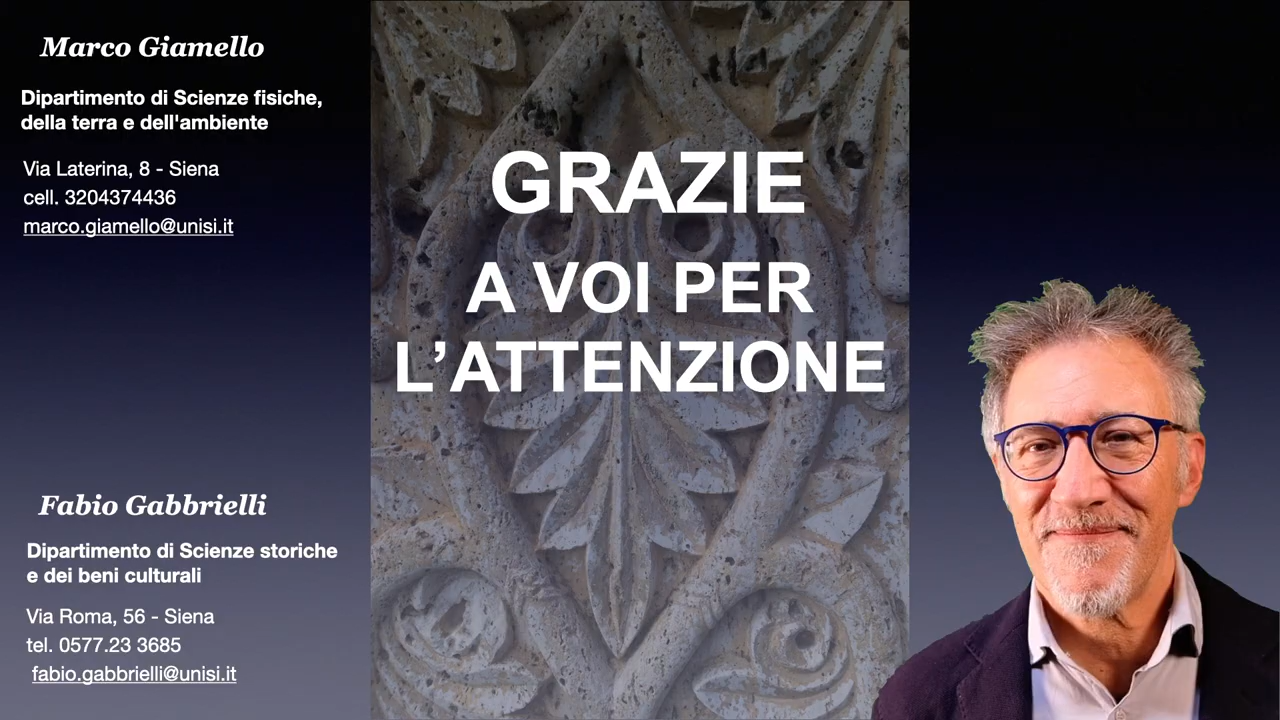 Marco Giamello
Dipartimento di Scienze fisiche,
della terra e dell'ambiente
Via Laterina, 8 - Siena
cell. 3204374436
marco.giamello@unisi.it
GRAZIE
A VOI PER
L’ATTENZIONE
Fabio Gabbrielli
Dipartimento di Scienze storiche
e dei beni culturali
Via Roma, 56 - Siena
tel. 0577.23 3685
fabio.gabbrielli@unisi.it